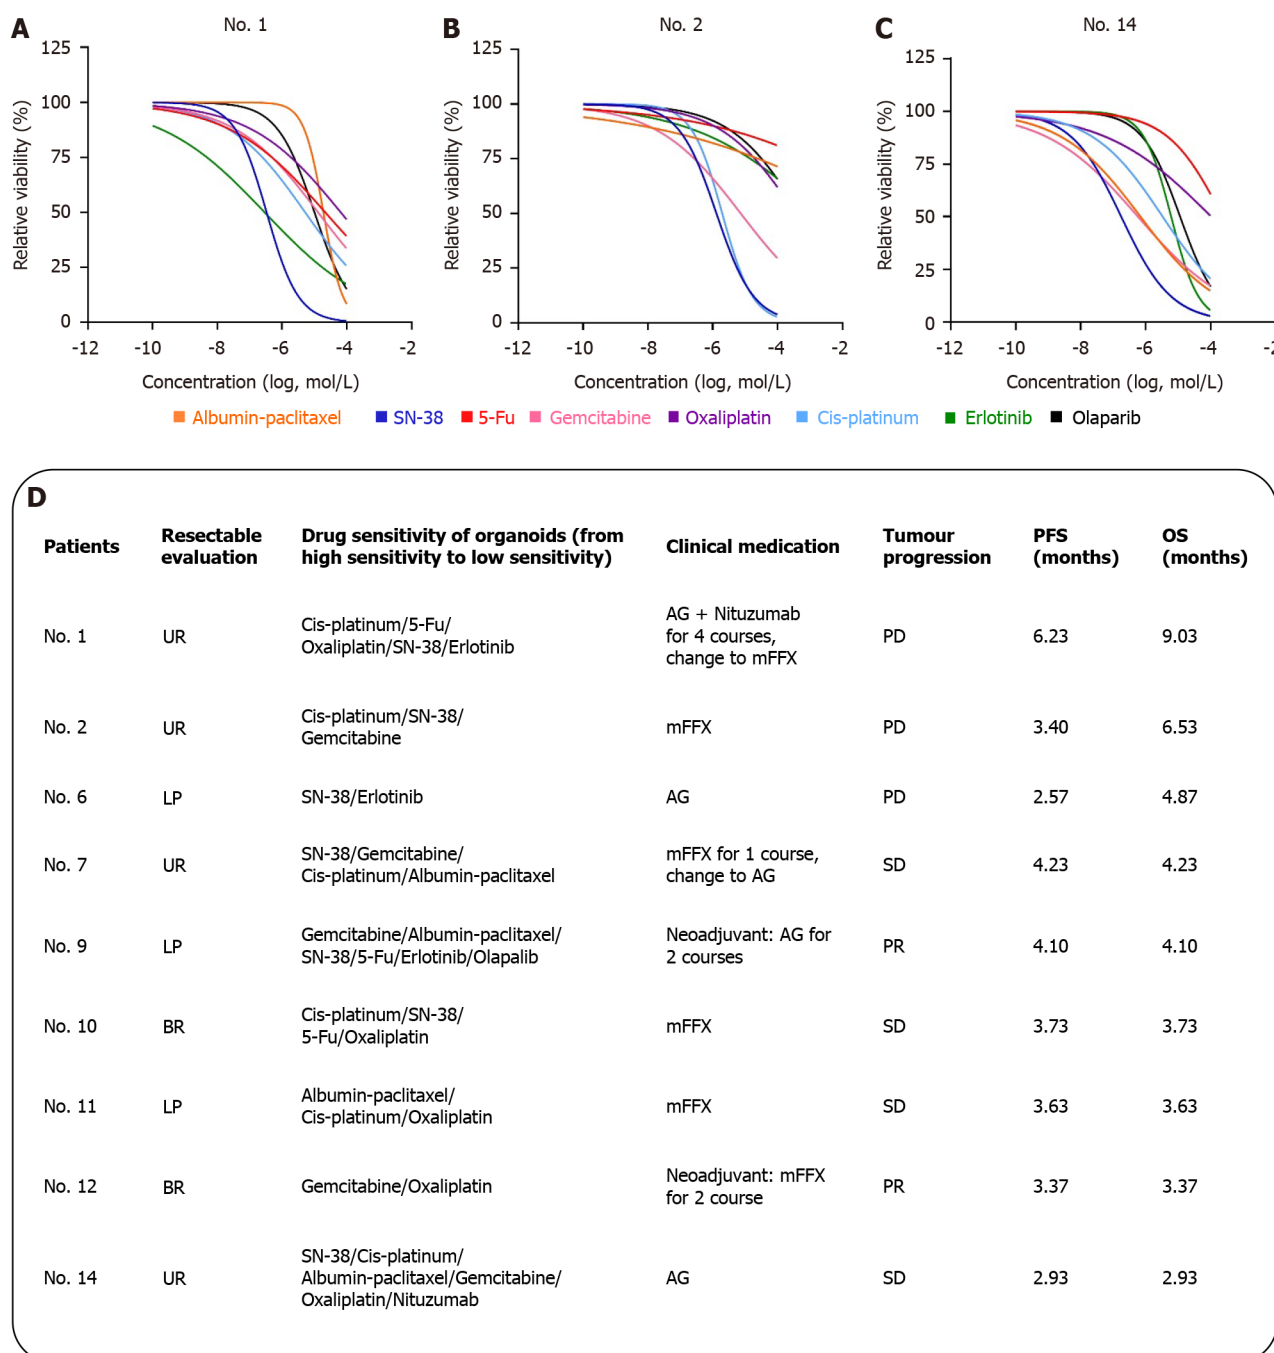 A
No. 1
125
100
75
50
25
0
-12
-10
-8
-6
-4
-2
Relative viability (%)
Concentration (log, mol/L)
B
No. 2
125
100
75
50
25
0
-12
-10
-8
-6
-4
-2
Relative viability (%)
Concentration (log, mol/L)
C
No. 14
125
100
75
50
25
0
-12
-10
-8
-6
-4
-2
Relative viability (%)
Concentration (log, mol/L)
Albumin-paclitaxel SN-38 5-Fu Gemcitabine Oxaliplatin Cis-platinum Erlotinib Olaparib
D
Patients
Resectable
evaluation
Drug sensitivity of organoids (from
high sensitivity to low sensitivity)
Clinical medication
Tumour
progression
PFS
(months)
OS
(months)
No. 1
UR
Cis-platinum/5-Fu/
Oxaliplatin/SN-38/Erlotinib
AG + Nituzumab
for 4 courses,
change to mFFX
PD
6.23
9.03
No. 2
UR
Cis-platinum/SN-38/
Gemcitabine
mFFX
PD
3.40
6.53
No. 6
LP
SN-38/Erlotinib
AG
PD
2.57
4.87
No. 7
UR
SN-38/Gemcitabine/
Cis-platinum/Albumin-paclitaxel
mFFX for 1 course,
change to AG
SD
4.23
4.23
No. 9
LP
Gemcitabine/Albumin-paclitaxel/
SN-38/5-Fu/Erlotinib/Olapalib
Neoadjuvant: AG for
2 courses
PR
4.10
4.10
No. 10
BR
Cis-platinum/SN-38/
5-Fu/Oxaliplatin
mFFX
SD
3.73
3.73
No. 11
LP
Albumin-paclitaxel/
Cis-platinum/Oxaliplatin
mFFX
SD
3.63
3.63
No. 12
BR
Gemcitabine/Oxaliplatin
Neoadjuvant: mFFX
for 2 course
PR
3.37
3.37
No. 14
UR
SN-38/Cis-platinum/
Albumin-paclitaxel/Gemcitabine/
Oxaliplatin/Nituzumab
AG
SD
2.93
2.93